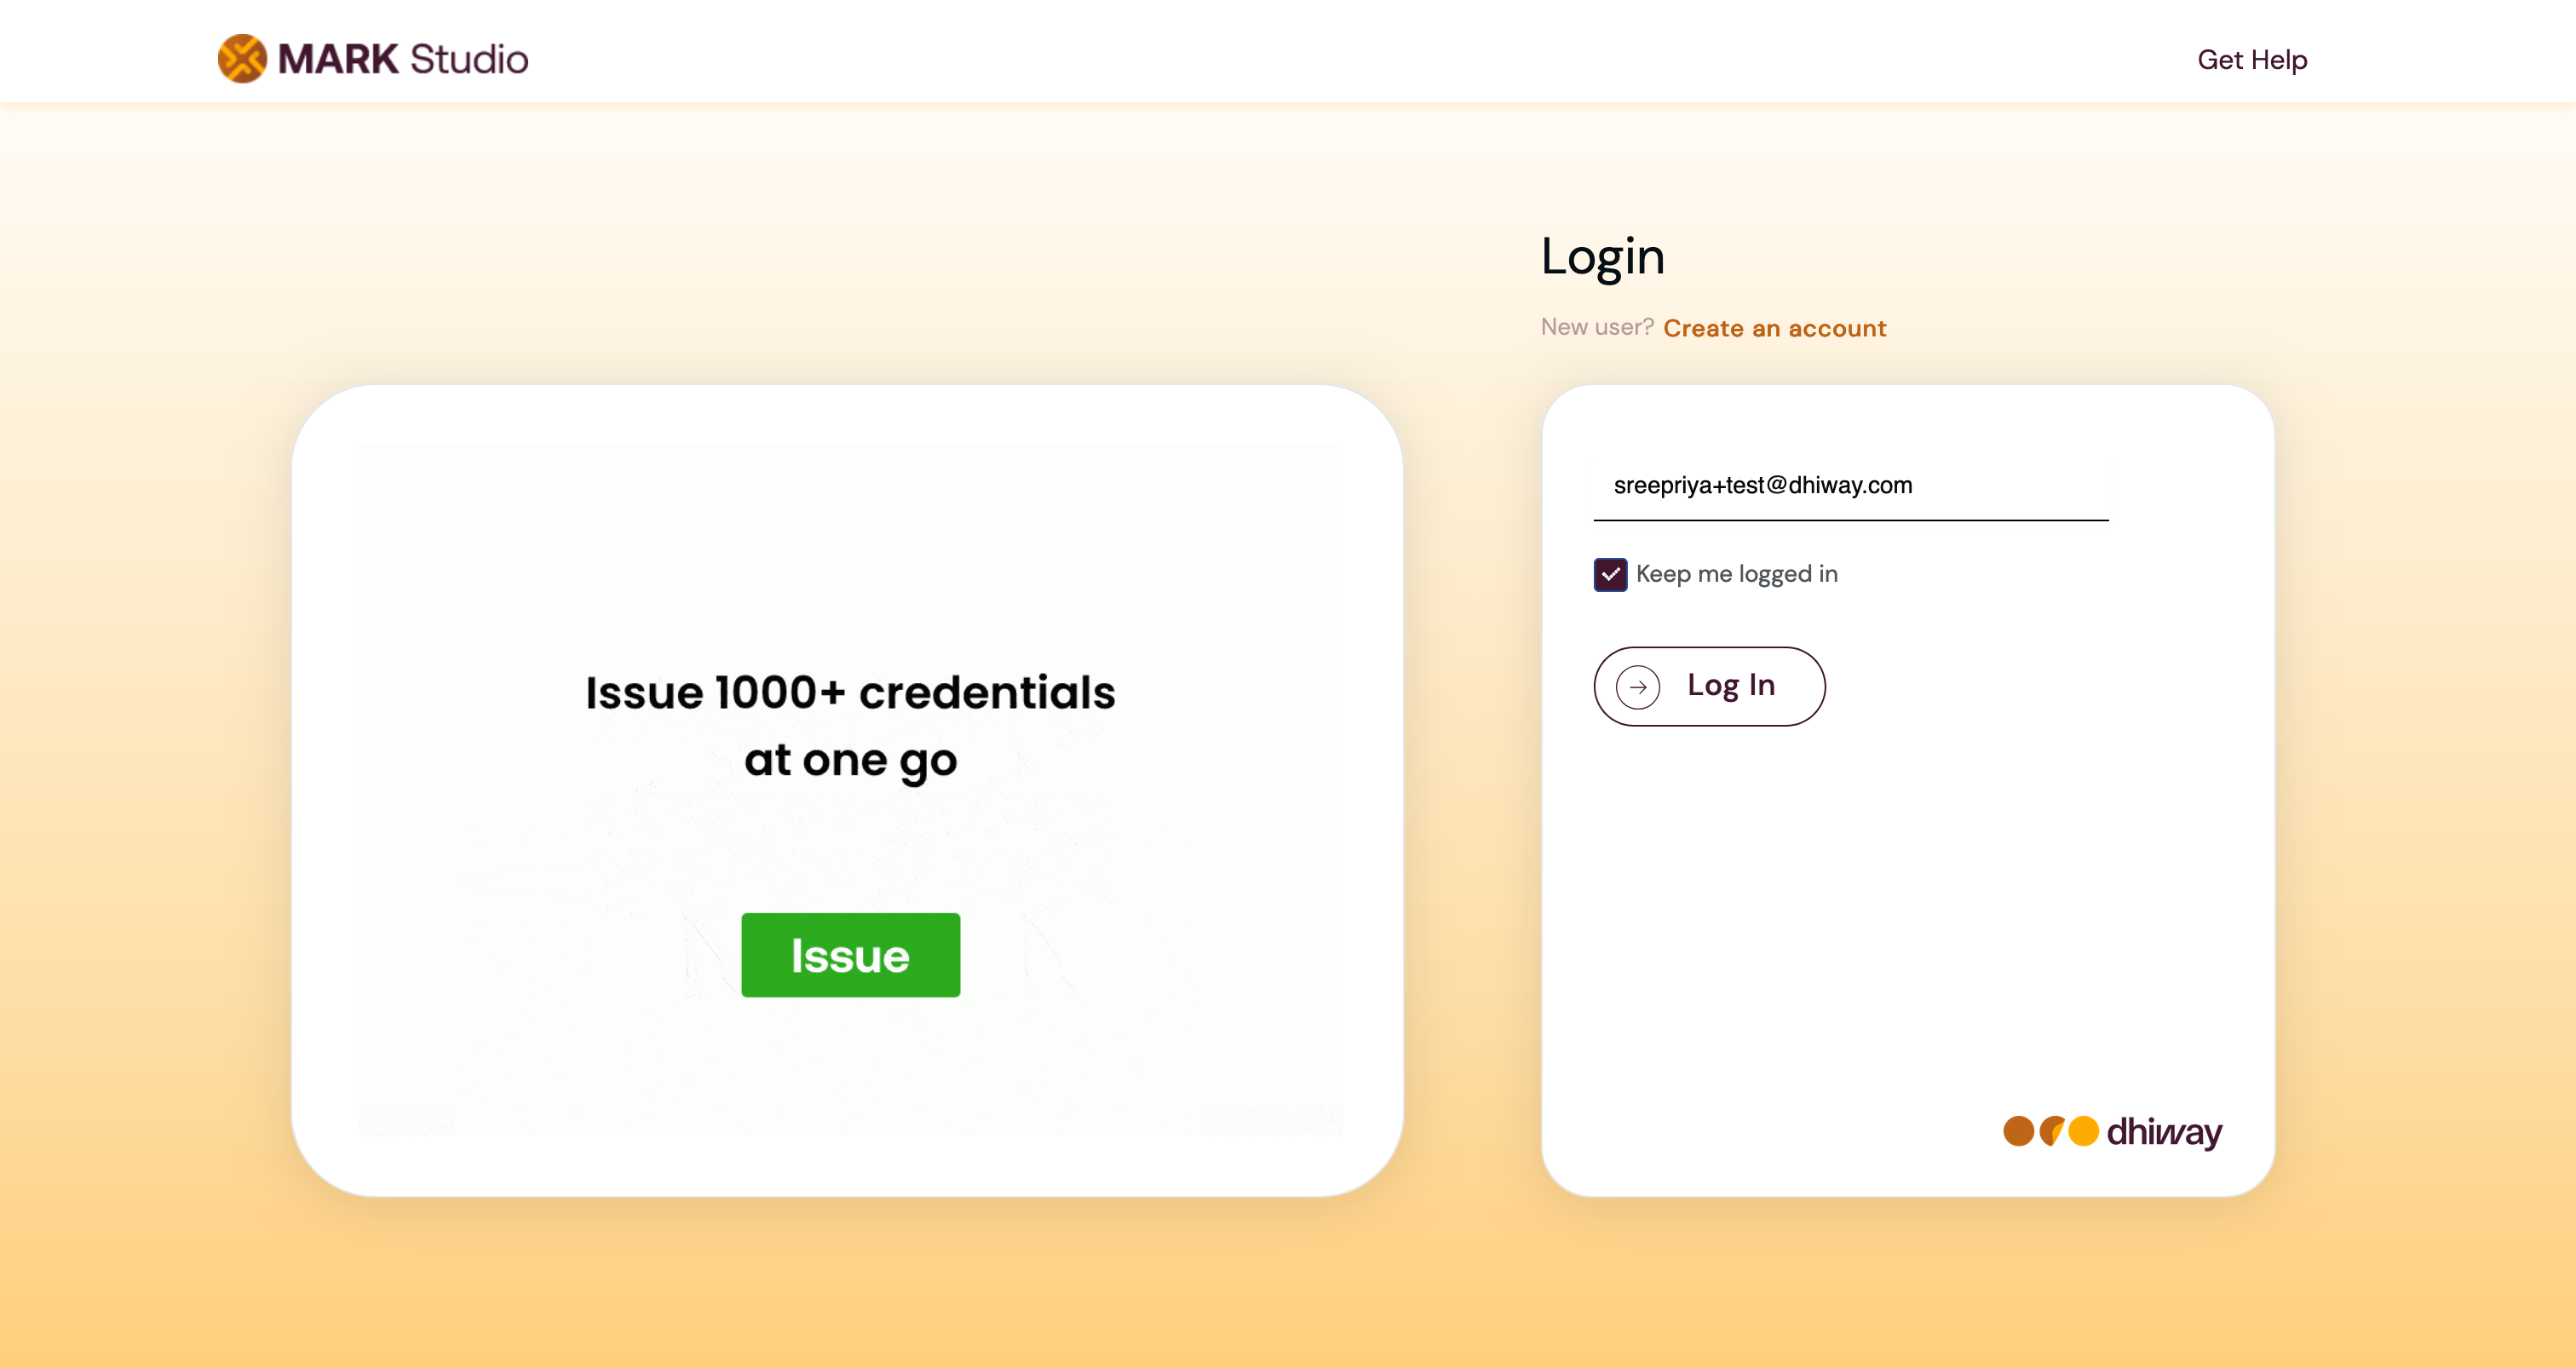 MARK Studio
Get Help
Login
New user? Create an account
Issue 1000+ credentials
at one go
Issue
sreepriya+test@dhiway.com
Keep me logged in
Log In
dhiway